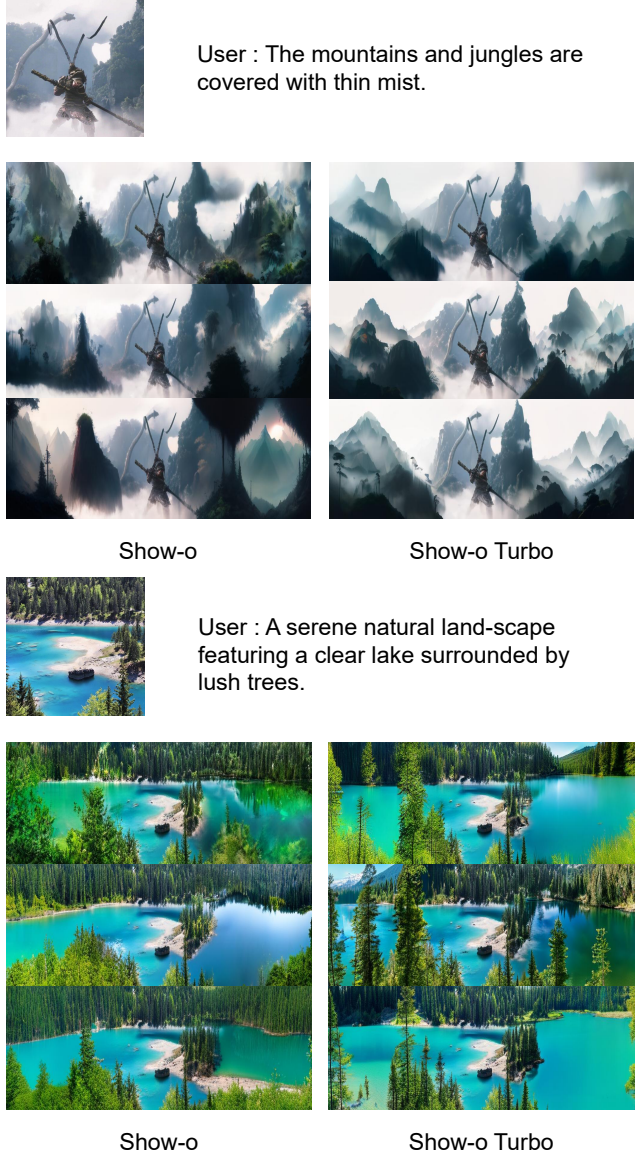 User : The mountains and jungles are
covered with thin mist.
Show-o
Show-o Turbo
User : A serene natural land-scape
featuring a clear lake surrounded by
lush trees.
Show-o
Show-o Turbo